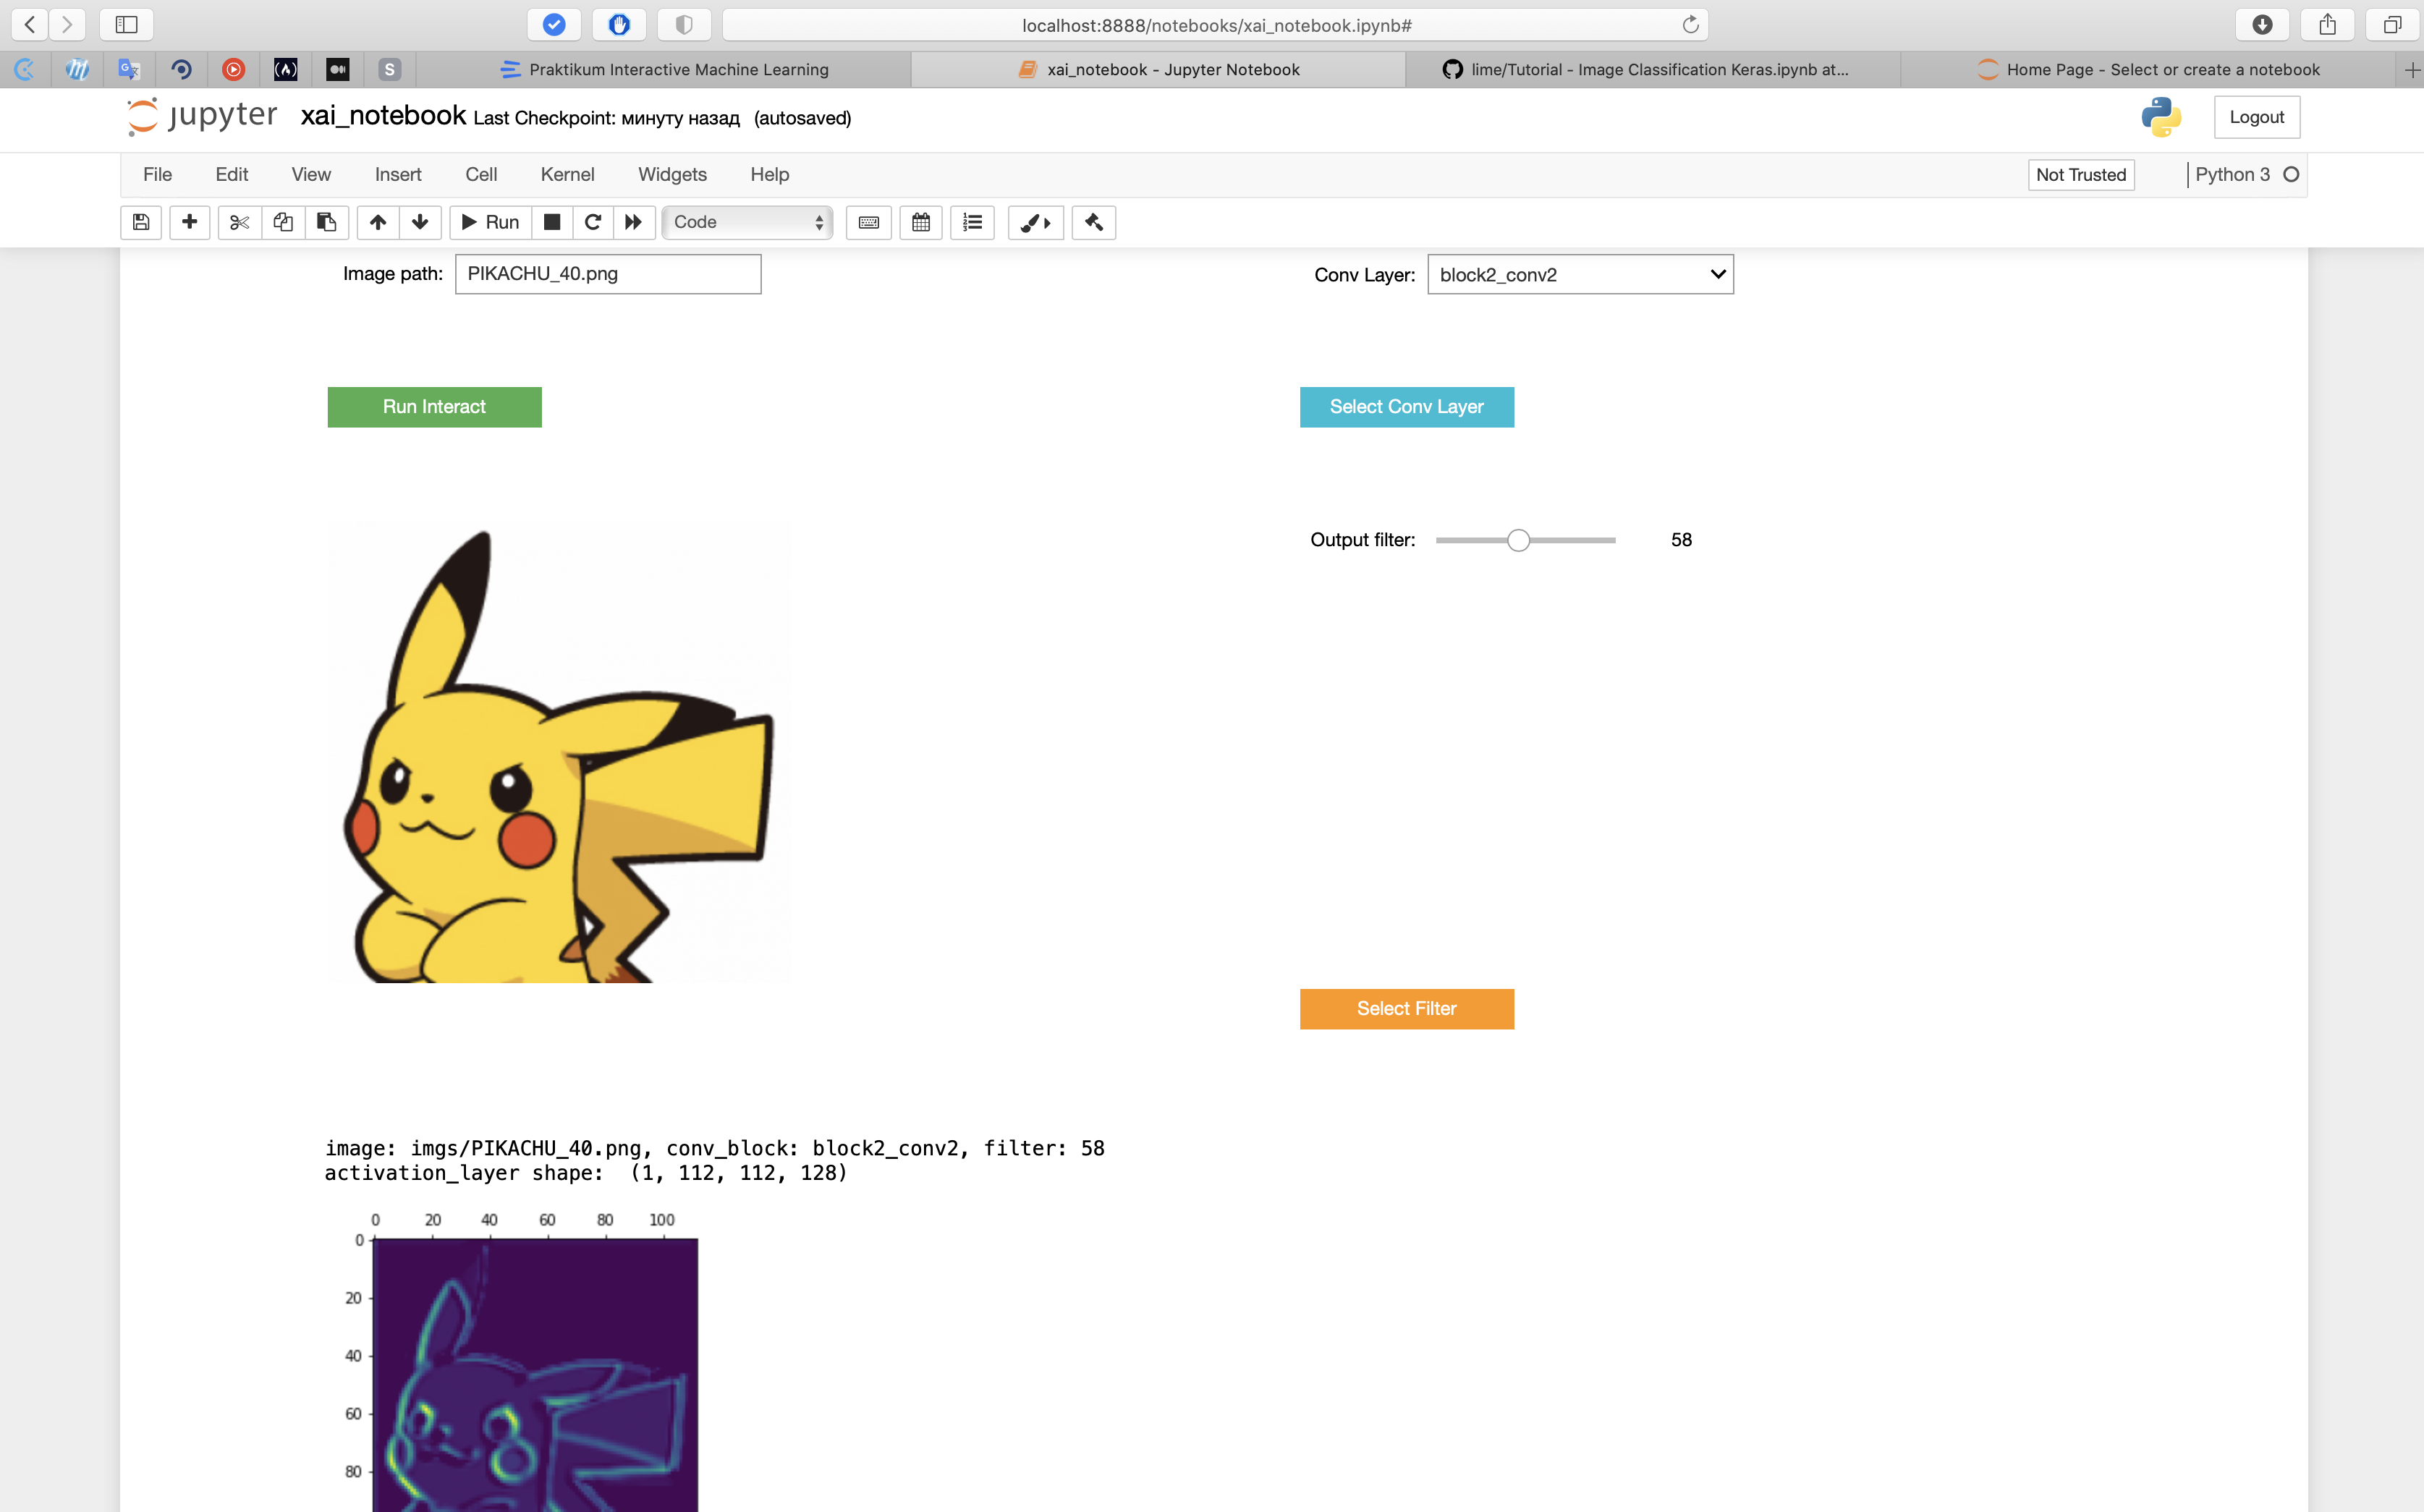 localhost:8888/notebooks/xai_notebook.ipynb#
S
Praktikum Interactive Machine Learning
xai_notebook - Jupyter Notebook
lime/Tutorial - Image Classification Keras.ipynb at...
Home Page - Select or create a notebook
jupyter xai_notebook Last Checkpoint: минуту назад (autosaved)
Logout
File Edit View Insert Cell Kernel Widgets Help
Not Trusted
Python 3
Run
Code
Image path: PIKACHU_40.png
Conv Layer: block2_conv2
Run Interact
Select Conv Layer
Output filter: 58
Select Filter
image: imgs/PIKACHU_40.png, conv_block: block2_conv2, filter: 58
activation_layer shape: (1, 112, 112, 128)
0 20 40 60 80 100
0
20
40
60
80